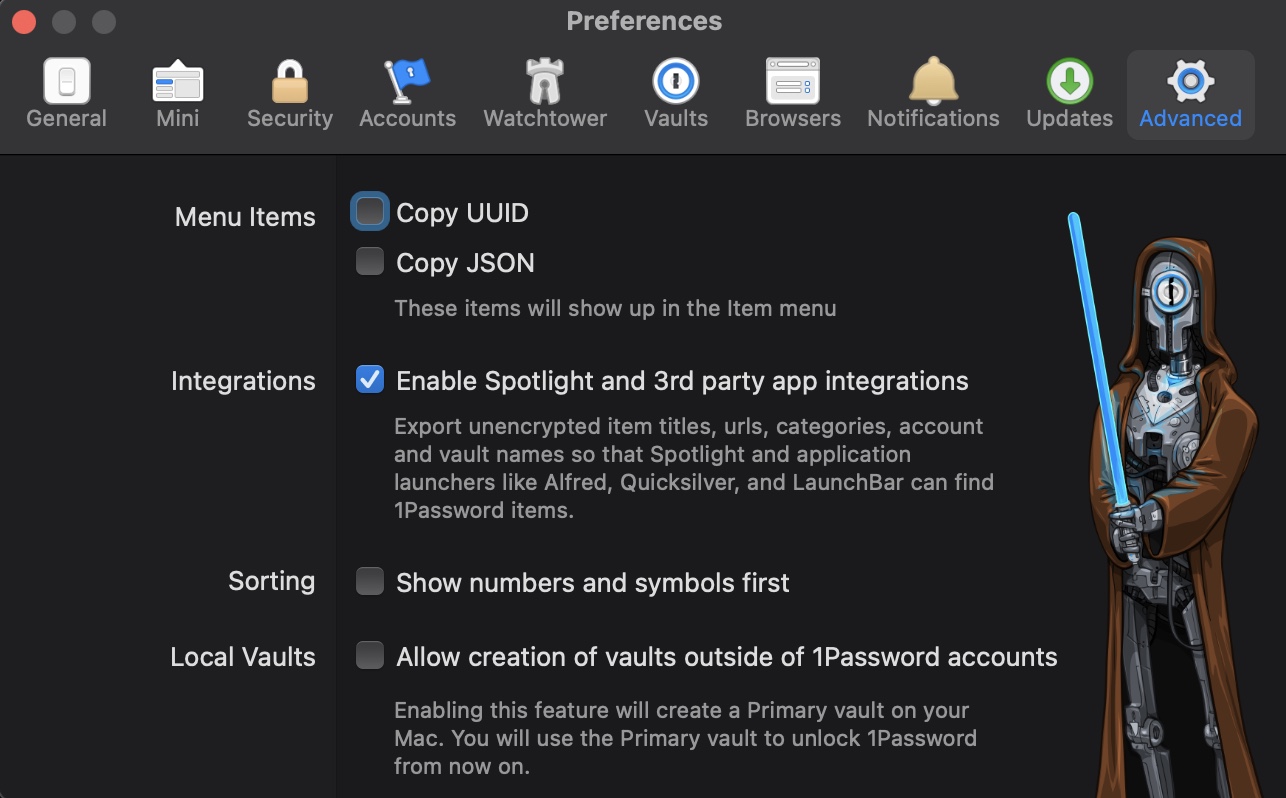 Preferences
General Mini Security Accounts Watchtower Vaults Browsers Notifications Updates Advanced
Menu Items
Copy UUID
Copy JSON
These items will show up in the Item menu
Integrations
Enable Spotlight and 3rd party app integrations
Export unencrypted item titles, urls, categories, account
and vault names so that Spotlight and application
launchers like Alfred, Quicksilver, and LaunchBar can find
1Password items.
Sorting
Show numbers and symbols first
Local Vaults
Allow creation of vaults outside of 1Password accounts
Enabling this feature will create a Primary vault on your
Mac. You will use the Primary vault to unlock 1Password
from now on.